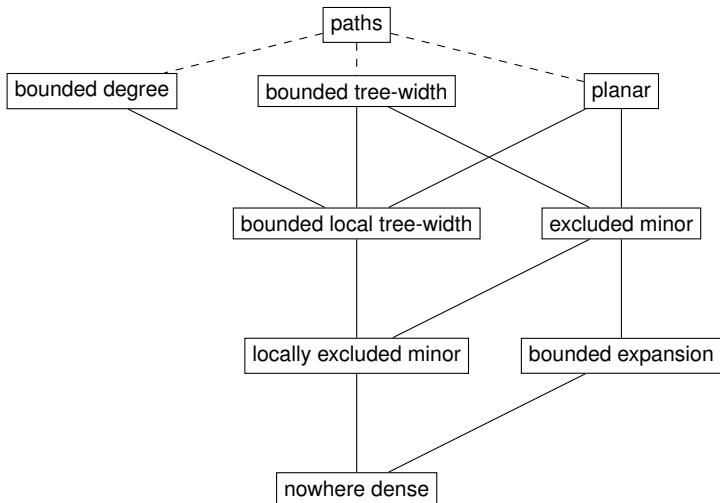 paths
bounded degree
bounded tree-width
planar
bounded local tree-width
excluded minor
locally excluded minor
bounded expansion
nowhere dense